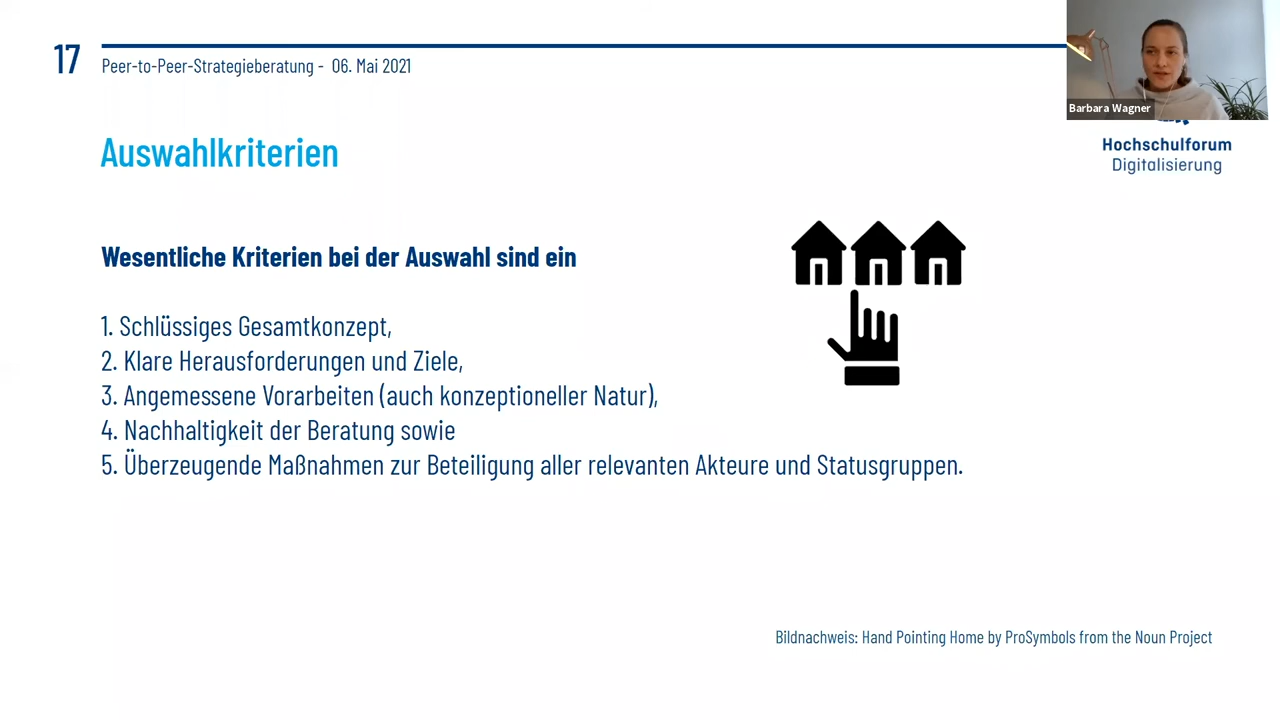 17
Peer-to-Peer-Strategieberatung - 06. Mai 2021
Barbara Wagner
Hochschulforum
Digitalisierung
Auswahlkriterien
Wesentliche Kriterien bei der Auswahl sind ein
1. Schlüssiges Gesamtkonzept,
2. Klare Herausforderungen und Ziele,
3. Angemessene Vorarbeiten (auch konzeptioneller Natur),
4. Nachhaltigkeit der Beratung sowie
5. Überzeugende Maßnahmen zur Beteiligung aller relevanten Akteure und Statusgruppen.
Bildnachweis: Hand Pointing Home by ProSymbols from the Noun Project